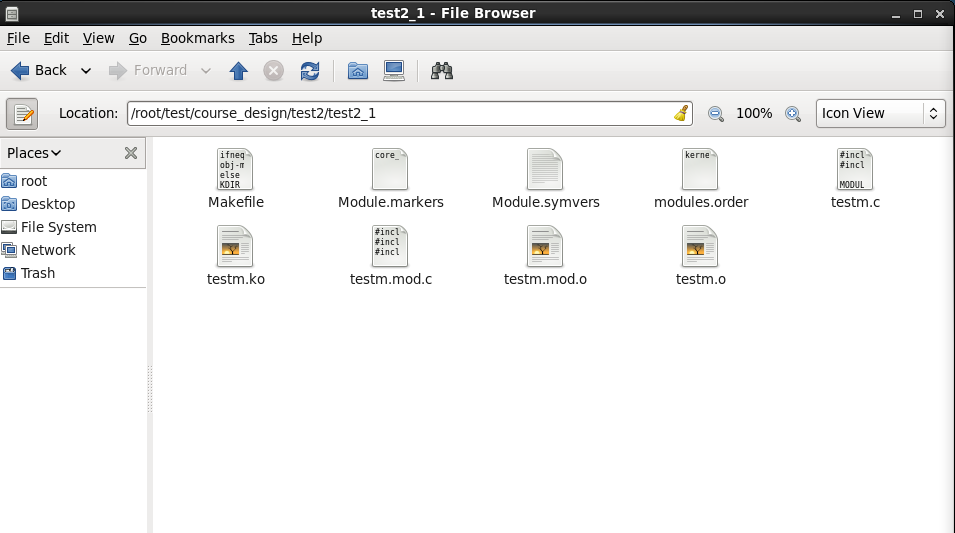 test2_1 - File Browser
File Edit View Go Bookmarks Tabs Help
Back Forward
Location: /root/test/course_design/test2/test2_1 100% Icon View
Places
root
Desktop
File System
Network
Trash
ifneq
obj-m
else
KDIR
Makefile
core_
Module.markers
Module.symvers
kerne
modules.order
#incl
#incl
MODUL
testm.c
testm.ko
#incl
#incl
#incl
testm.mod.c
testm.mod.o
testm.o